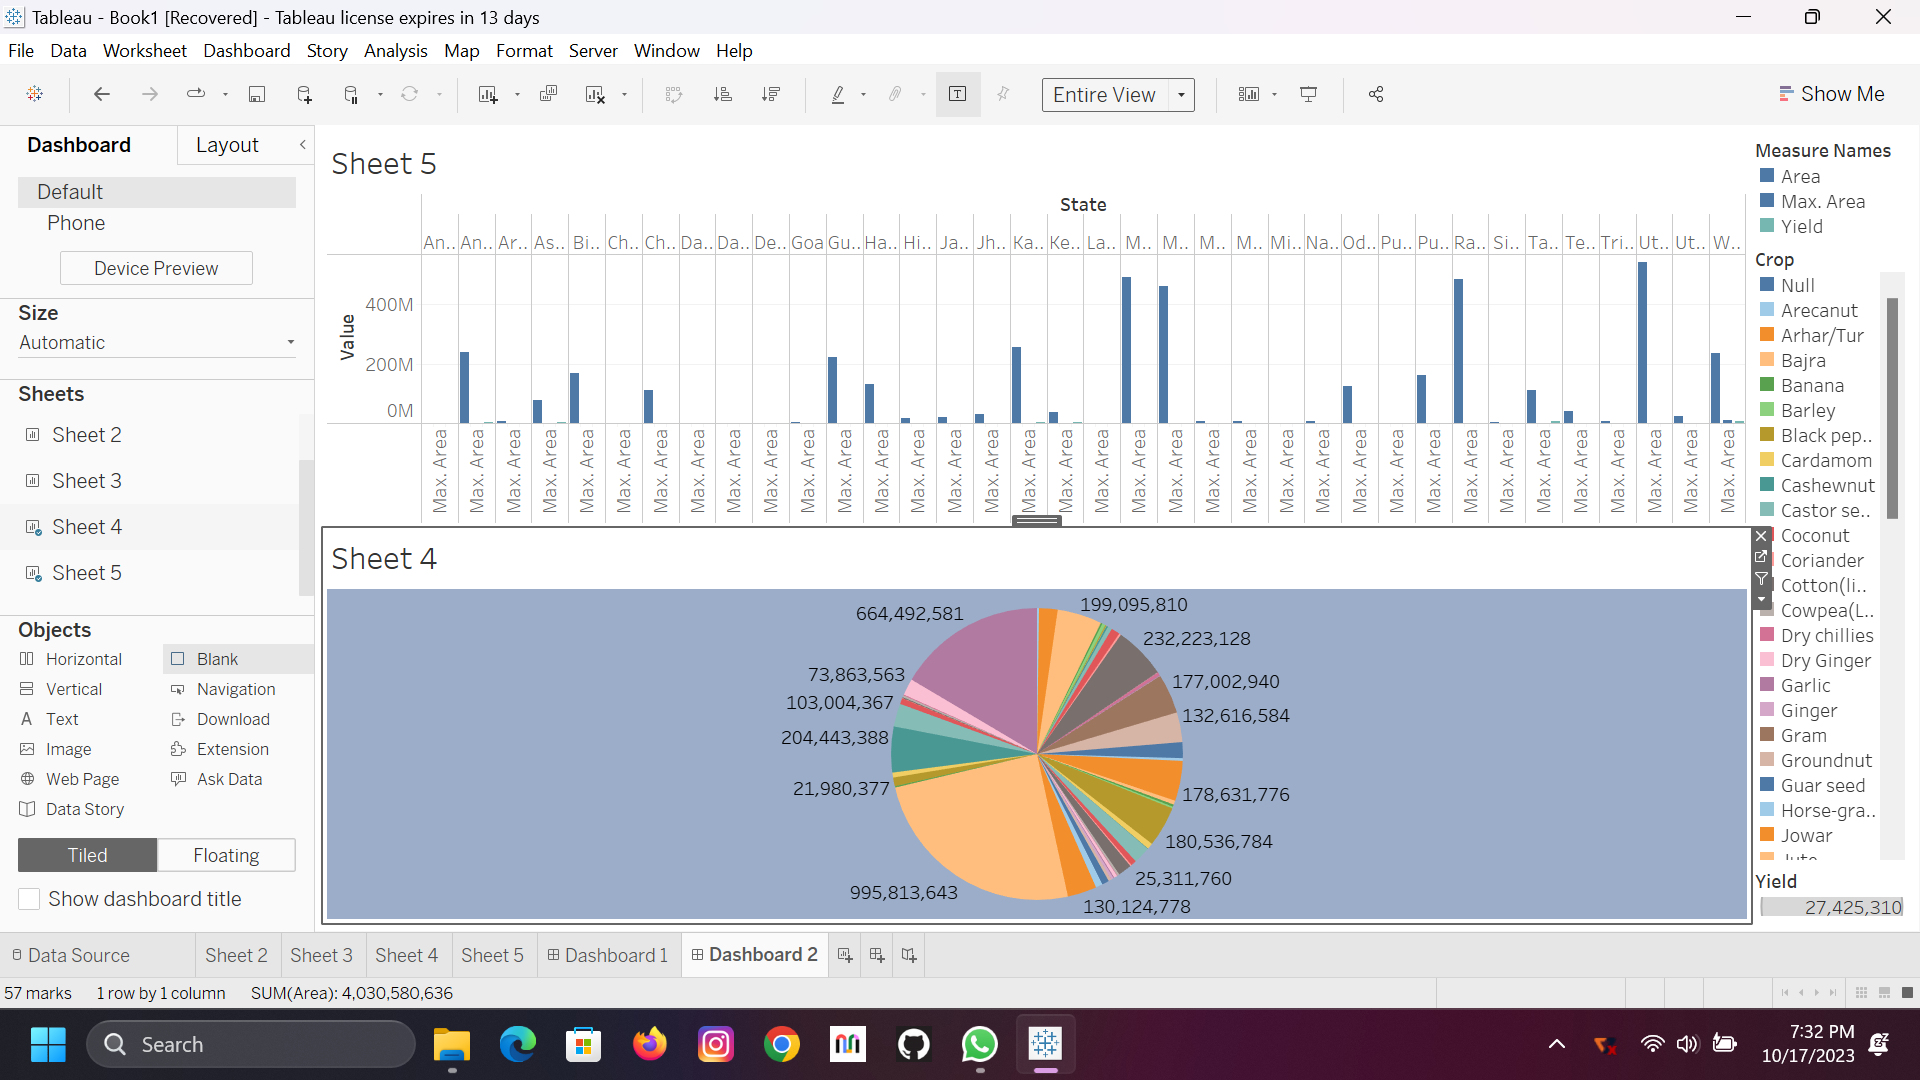 Tableau - Book1 [Recovered] - Tableau license expires in 13 days
File Data Worksheet Dashboard Story Analysis Map Format Server Window Help
Entire View
Show Me
Dashboard Layout
Default
Phone
Device Preview
Size
Automatic
Sheets
Sheet 2
Sheet 3
Sheet 4
Sheet 5
Objects
Horizontal Blank
Vertical Navigation
Text Download
Image Extension
Web Page Ask Data
Data Story
Tiled Floating
Show dashboard title
Sheet 5
State
An.. An.. Ar.. As.. Bi.. Ch.. Ch.. Da.. Da.. De.. Goa Gu.. Ha.. Hi.. Ja.. Jh.. Ka.. Ke.. La.. M.. M.. M.. M.. Mi.. Na.. Od.. Pu.. Pu.. Ra.. Si.. Ta.. Te.. Tri.. Ut.. Ut.. W..
Value
400M
200M
0M
Max. Area Max. Area Max. Area Max. Area Max. Area Max. Area Max. Area Max. Area Max. Area Max. Area Max. Area Max. Area Max. Area Max. Area Max. Area Max. Area Max. Area Max. Area Max. Area Max. Area Max. Area Max. Area Max. Area Max. Area Max. Area Max. Area Max. Area Max. Area Max. Area Max. Area Max. Area Max. Area Max. Area Max. Area Max. Area Max. Area
Sheet 4
664,492,581
199,095,810
232,223,128
73,863,563
177,002,940
103,004,367
132,616,584
204,443,388
21,980,377
178,631,776
180,536,784
25,311,760
995,813,643
130,124,778
Measure Names
Area
Max. Area
Yield
Crop
Null
Arecanut
Arhar/Tur
Bajra
Banana
Barley
Black pep..
Cardamom
Cashewnut
Castor se..
Coconut
Coriander
Cotton(li..
Cowpea(L..
Dry chillies
Dry Ginger
Garlic
Ginger
Gram
Groundnut
Guar seed
Horse-gra..
Jowar
Jute
Yield
27,425,310
Data Source Sheet 2 Sheet 3 Sheet 4 Sheet 5 Dashboard 1 Dashboard 2
57 marks 1 row by 1 column SUM(Area): 4,030,580,636
Search
7:32 PM
10/17/2023